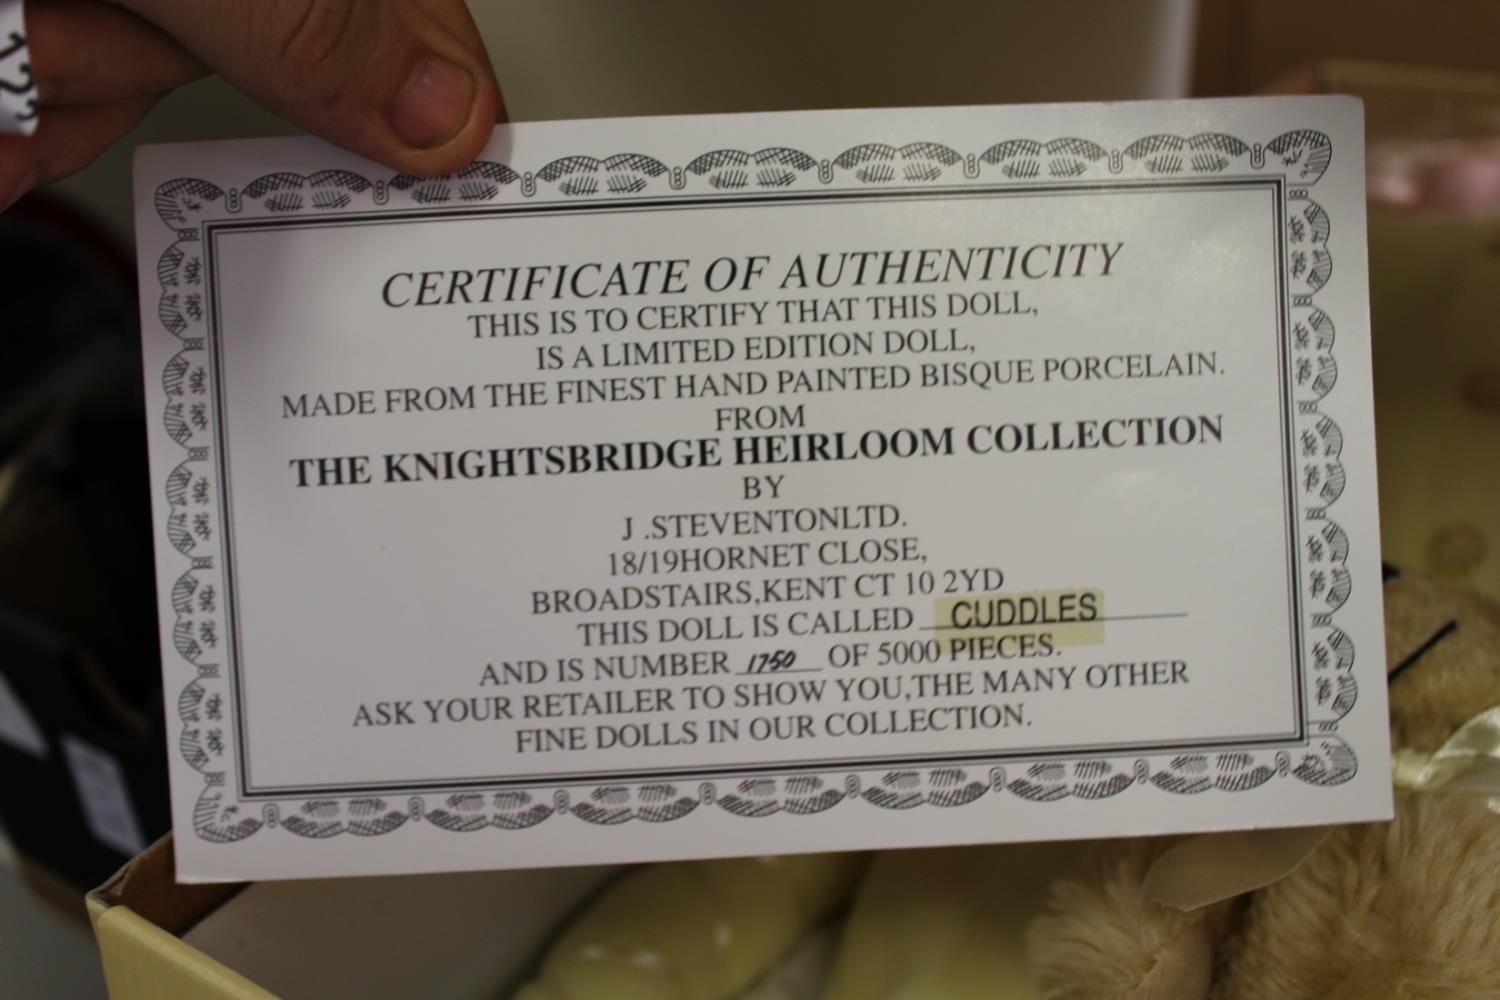 12
CERTIFICATE OF AUTHENTICITY
THIS IS TO CERTIFY THAT THIS DOLL,
IS A LIMITED EDITION DOLL,
MADE FROM THE FINEST HAND PAINTED BISQUE PORCELAIN.
FROM
THE KNIGHTSBRIDGE HEIRLOOM COLLECTION
BY
J .STEVENTONLTD.
18/19HORNET CLOSE,
BROADSTAIRS,KENT CT 10 2YD
THIS DOLL IS CALLED CUDDLES
AND IS NUMBER 1750 OF 5000 PIECES.
ASK YOUR RETAILER TO SHOW YOU,THE MANY OTHER
FINE DOLLS IN OUR COLLECTION.